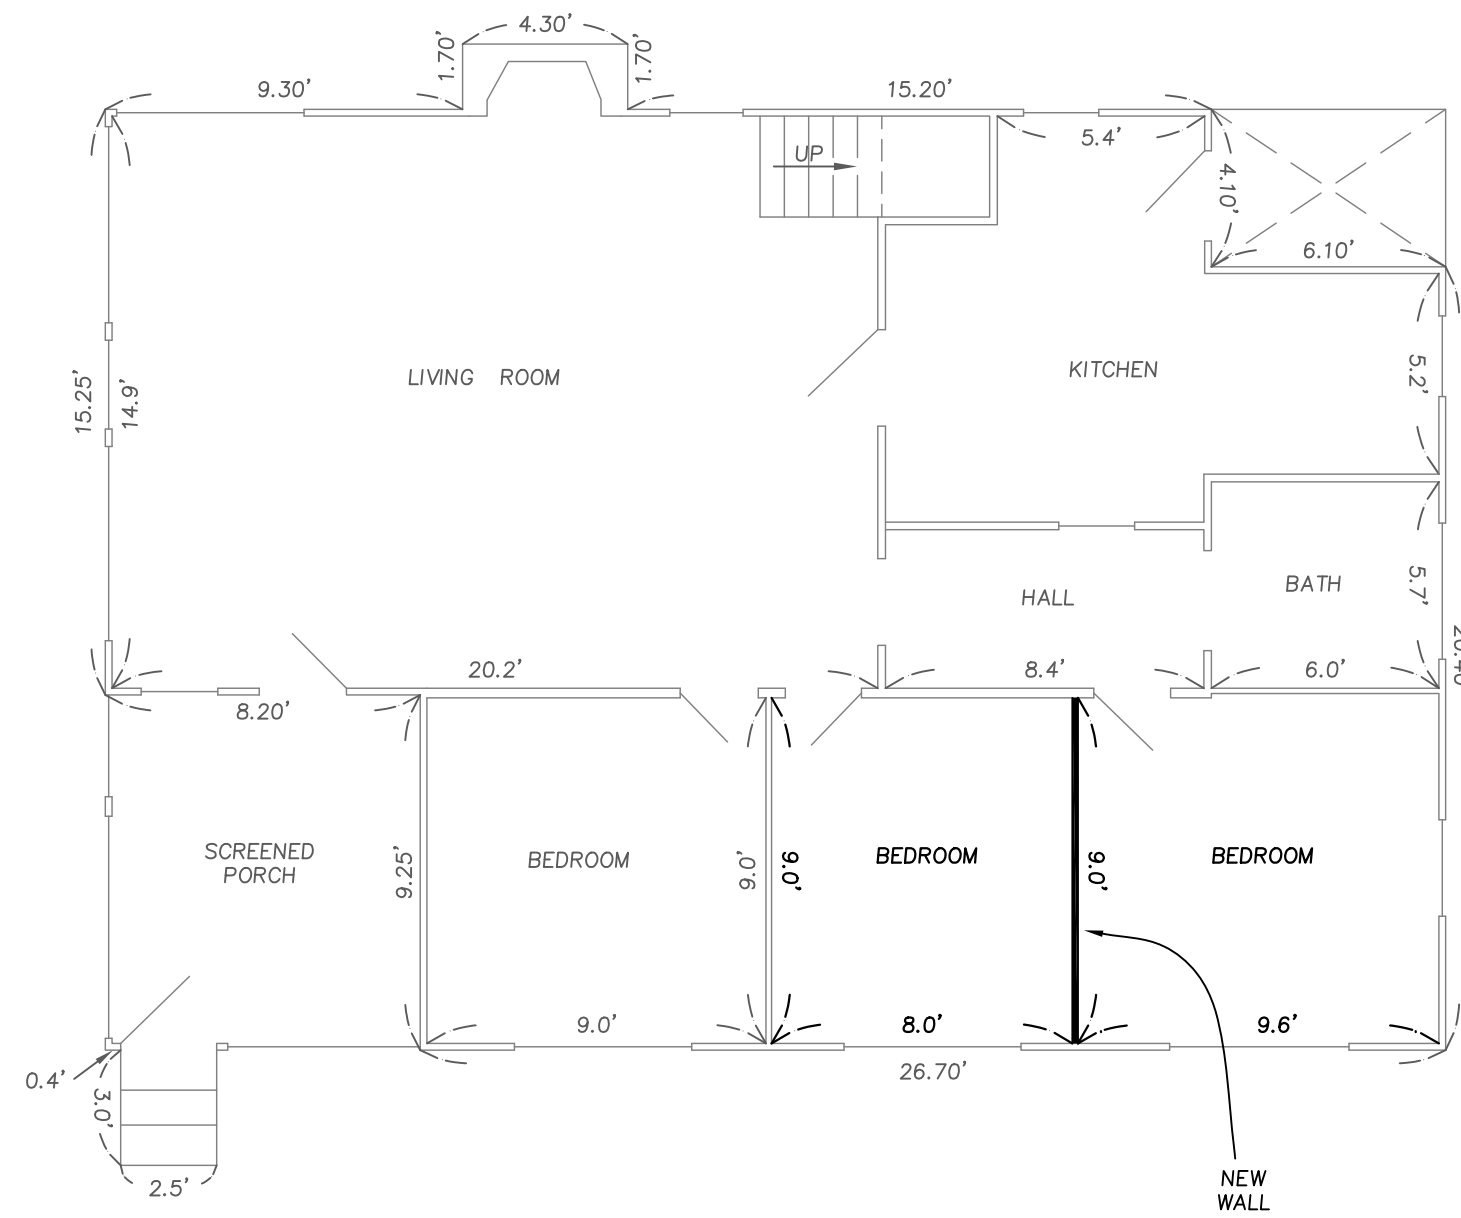 4.30'
1.70'
1.70'
9.30'
15.20'
5.4'
UP
4.10'
6.10'
LIVING ROOM
KITCHEN
5.2'
15.25'
14.9'
HALL
BATH
5.7'
20.2'
8.4'
6.0'
8.20'
SCREENED
PORCH
9.25'
BEDROOM
9.0'
9.0'
BEDROOM
9.0'
BEDROOM
9.0'
8.0'
9.6'
26.70'
0.4'
3.0'
2.5'
NEW
WALL